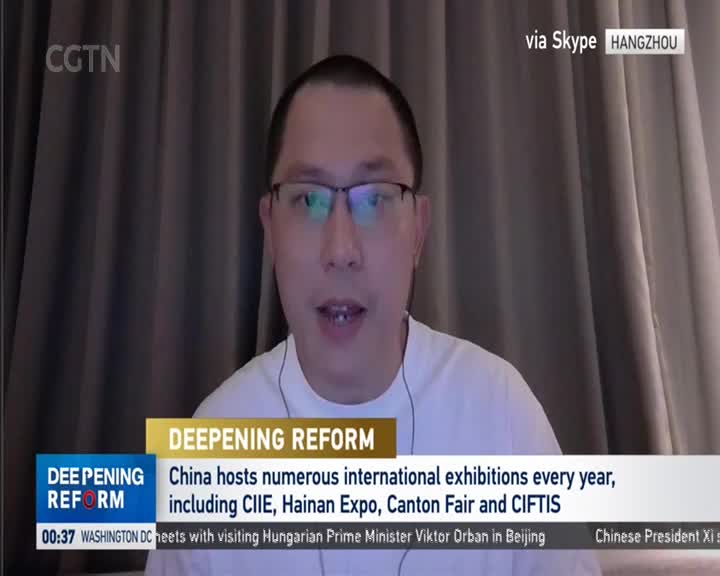 CGTN
via Skype HANGZHOU
DEEPENING REFORM
DEEPENING
REFORM
China hosts numerous international exhibitions every year,
including CIIE, Hainan Expo, Canton Fair and CIFTIS
00:37 WASHINGTON DC with visiting Hungarian Prime Minister Viktor Orban in Beijing Chinese President Xi